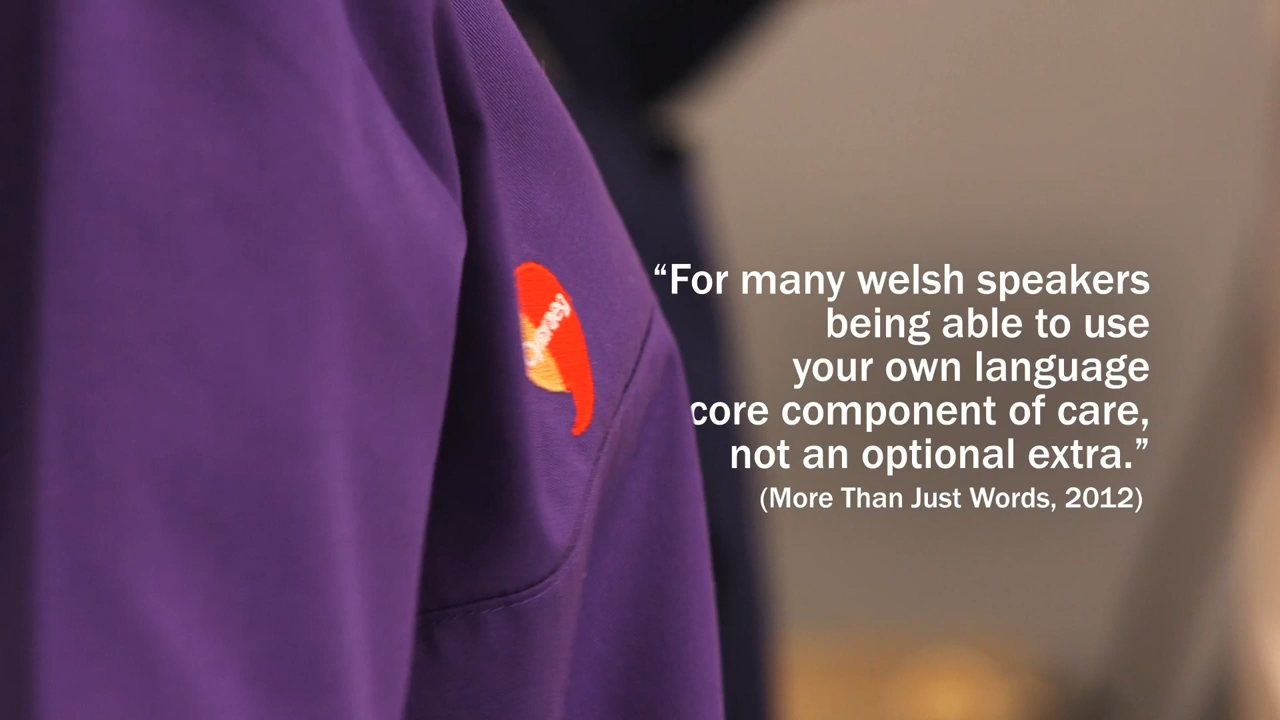 “For many welsh speakers
being able to use
your own language
core component of care,
not an optional extra.”
(More Than Just Words, 2012)